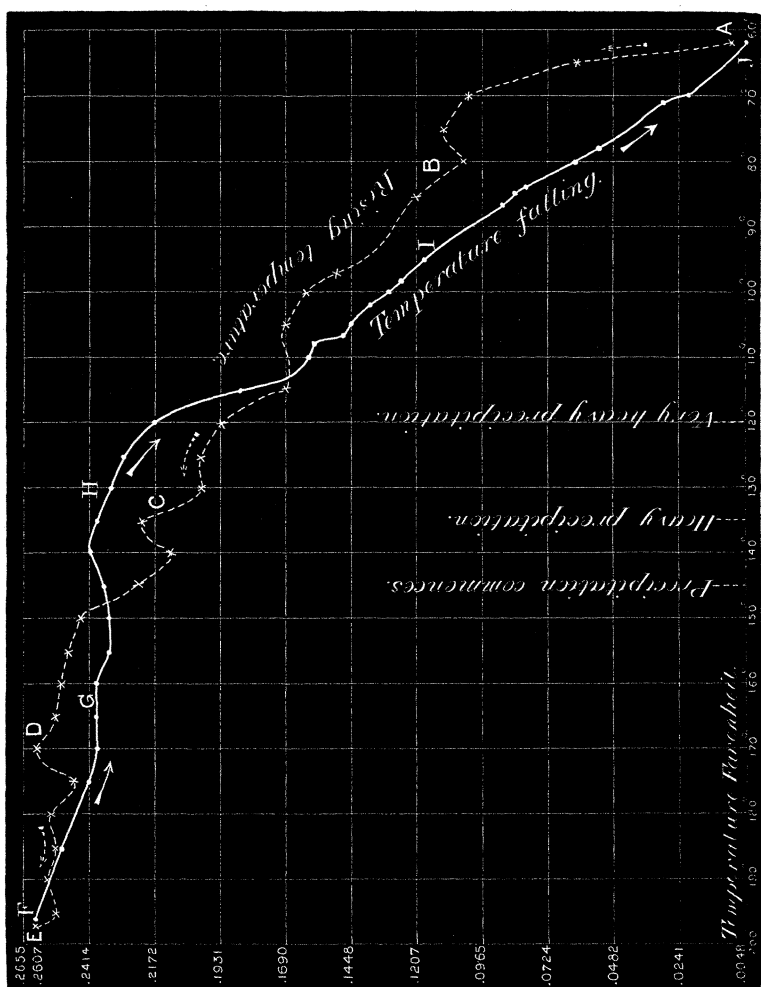 A
B
C
D
E
F
G
H
I
J
Rising temperature.
Temperature falling.
Very heavy precipitation.
Heavy precipitation.
Precipitation commences.
Temperature Farenheit.
60°
70
80
90°
100
110
120
130
140
150
160
170
180
190
200
.2655
.2607
.2414
.2172
.1931
.1690
.1448
.1207
.0965
.0724
.0482
.0241
.0048